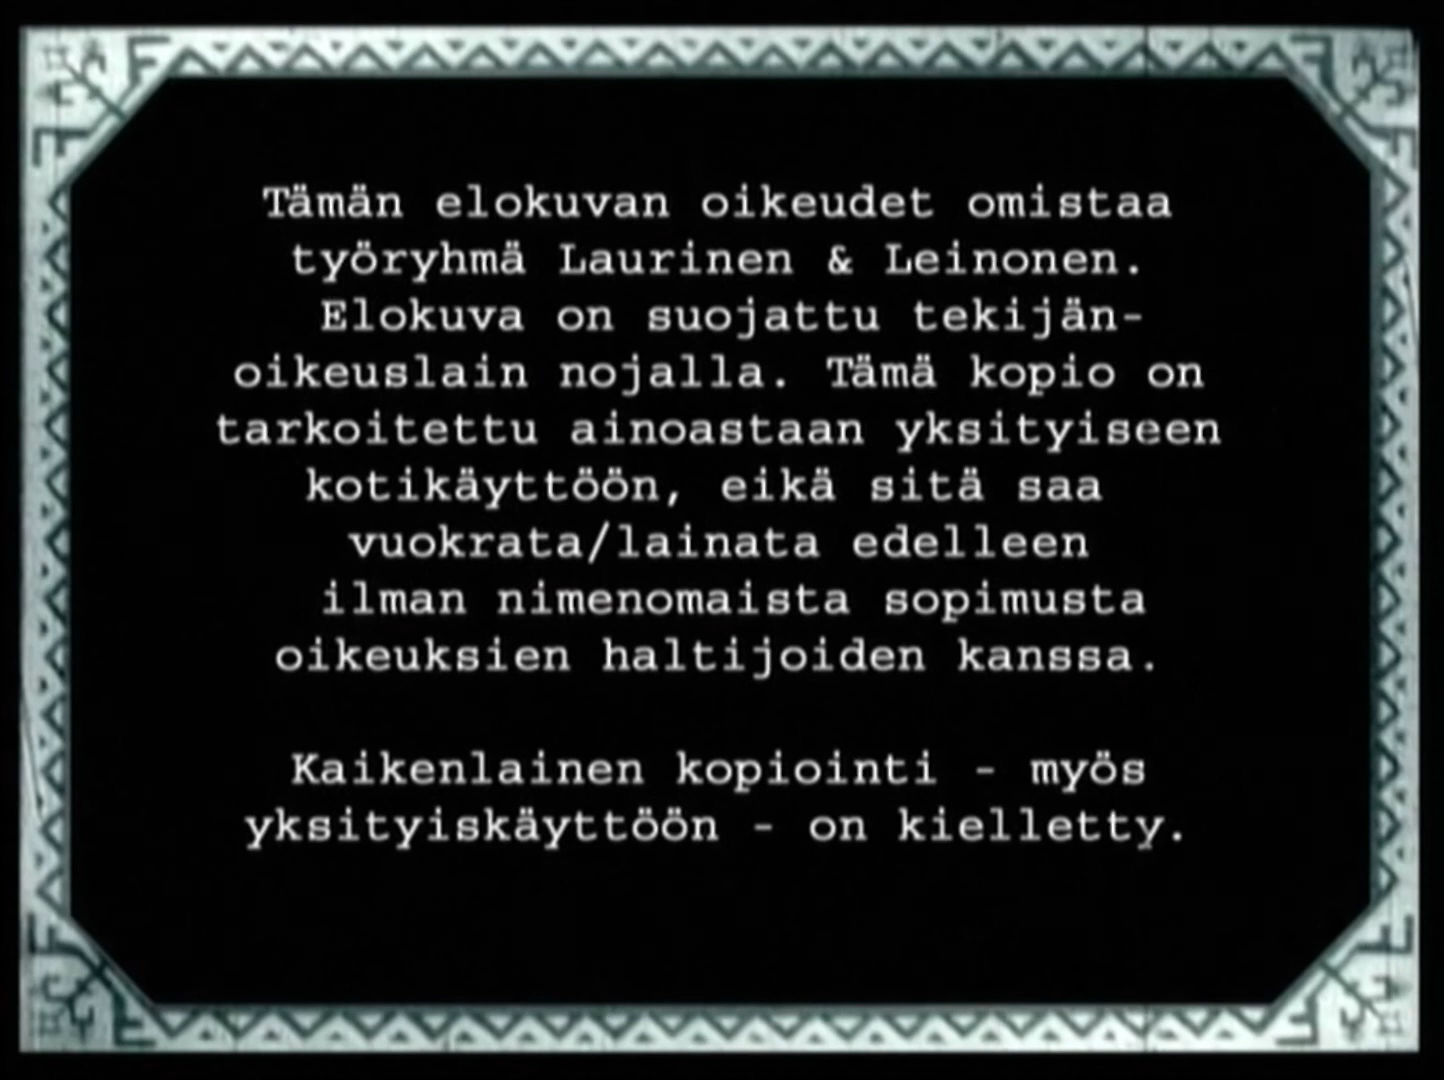 Tämän elokuvan oikeudet omistaa
työryhmä Laurinen & Leinonen.
Elokuva on suojattu tekijän-
oikeuslain nojalla. Tämä kopio on
tarkoitettu ainoastaan yksityiseen
kotikäyttöön, eikä sitä saa
vuokrata/lainata edelleen
ilman nimenomaista sopimusta
oikeuksien haltijoiden kanssa.
Kaikenlainen kopiointi - myös
yksityiskäyttöön - on kielletty.